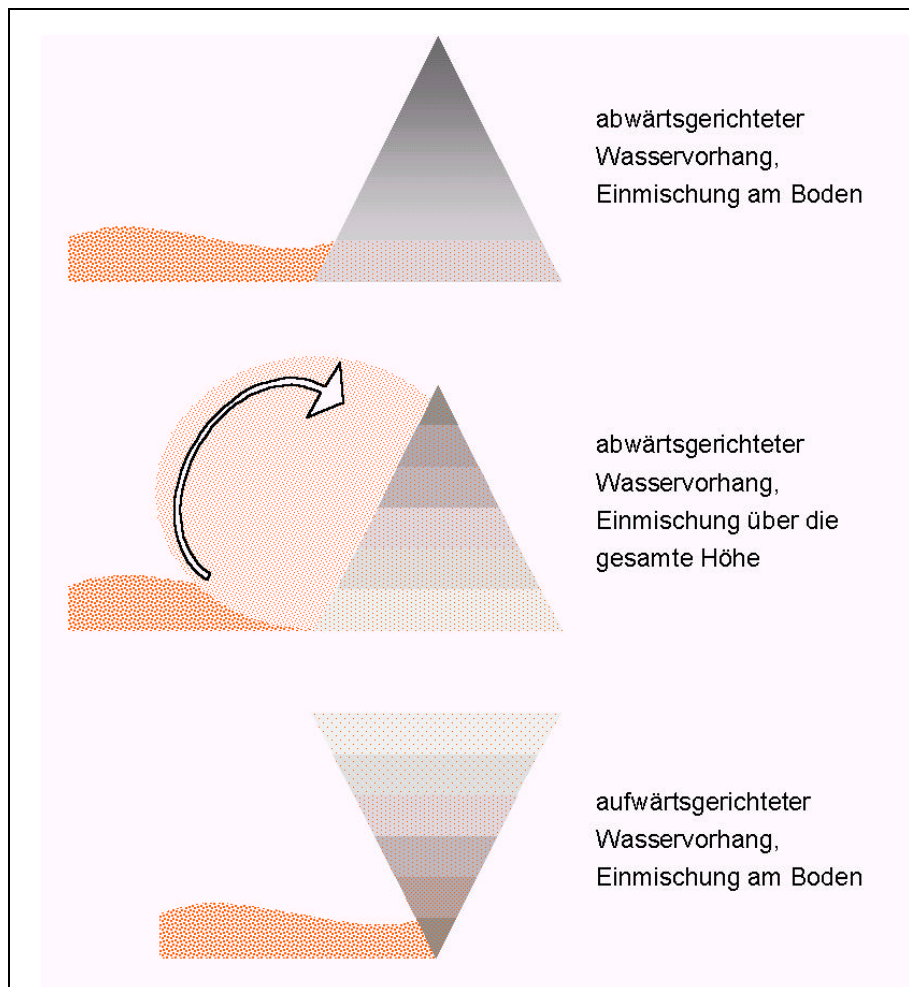 abwärtsgerichteter
Wasservorhang,
Einmischung am Boden
abwärtsgerichteter
Wasservorhang,
Einmischung über die
gesamte Höhe
aufwärtsgerichteter
Wasservorhang,
Einmischung am Boden